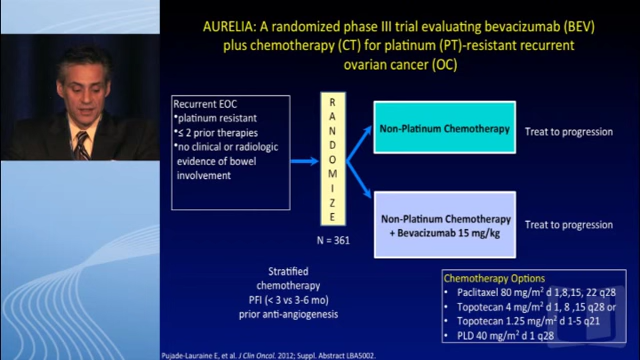 AURELIA: A randomized phase III trial evaluating bevacizumab (BEV)
plus chemotherapy (CT) for platinum (PT)-resistant recurrent
ovarian cancer (OC)
Recurrent EOC
•platinum resistant
•≤ 2 prior therapies
•no clinical or radiologic
evidence of bowel
involvement
R
A
N
D
O
M
I
Z
E
N = 361
Non-Platinum Chemotherapy
Treat to progression
Non-Platinum Chemotherapy
+ Bevacizumab 15 mg/kg
Treat to progression
Stratified
chemotherapy
PFI (< 3 vs 3-6 mo)
prior anti-angiogenesis
Chemotherapy Options
• Paclitaxel 80 mg/m² d 1,8,15, 22 q28
• Topotecan 4 mg/m² d 1, 8 ,15 q28 or
• Topotecan 1.25 mg/m² d 1-5 q21
• PLD 40 mg/m² d 1 q28
Pujade-Lauraine E, et al. J Clin Oncol. 2012; Suppl. Abstract LBA5002.